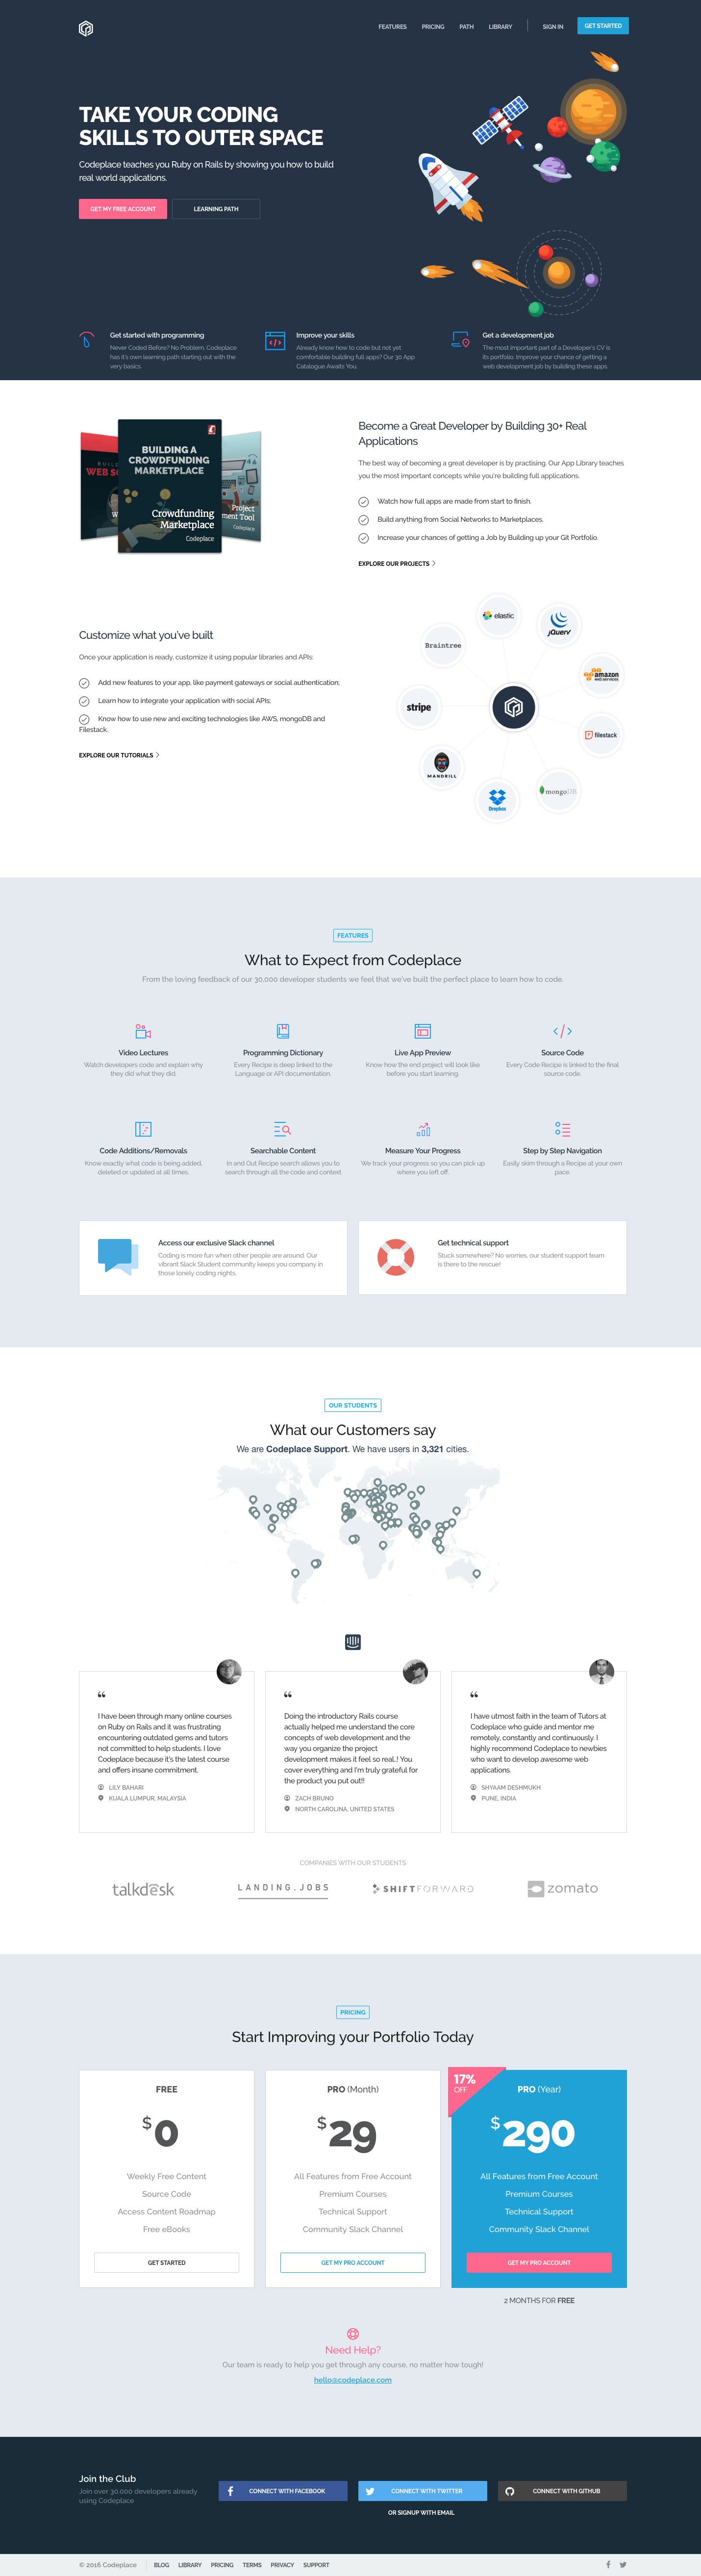 FEATURES PRICING PATH LIBRARY SIGN IN GET STARTED
TAKE YOUR CODING
SKILLS TO OUTER SPACE
Codeplace teaches you Ruby on Rails by showing you how to build
real world applications.
GET MY FREE ACCOUNT LEARNING PATH
Get started with programming
Never Coded Before? No Problem. Codeplace
has it's own learning path starting out with the
very basics.
Improve your skills
Already know how to code but not yet
comfortable building full apps? Our 30 App
Catalogue Awaits You.
Get a development job
The most important part of a Developer's CV is
its portfolio. Improve your chance of getting a
web development job by building these apps.
BUILDING A
CROWDFUNDING
MARKETPLACE
Crowdfunding
Marketplace
Codeplace
WEB S
Project
ment Tool
Codeplace
Become a Great Developer by Building 30+ Real
Applications
The best way of becoming a great developer is by practising. Our App Library teaches
you the most important concepts while you're building full applications.
Watch how full apps are made from start to finish.
Build anything from Social Networks to Marketplaces.
Increase your chances of getting a Job by Building up your Git Portfolio.
EXPLORE OUR PROJECTS
Customize what you've built
Once your application is ready, customize it using popular libraries and APIs:
Add new features to your app, like payment gateways or social authentication;
Learn how to integrate your application with social APIs;
Know how to use new and exciting technologies like AWS, mongoDB and
Filestack.
EXPLORE OUR TUTORIALS
elastic
jQuery
Braintree
amazon
web services
stripe
filestack
MANDRILL
mongoDB
Dropbox
FEATURES
What to Expect from Codeplace
From the loving feedback of our 30.000 developer students we feel that we've built the perfect place to learn how to code.
Video Lectures
Watch developers code and explain why
they did what they did.
Programming Dictionary
Every Recipe is deep linked to the
Language or API documentation.
Live App Preview
Know how the end project will look like
before you start learning.
Source Code
Every Code Recipe is linked to the final
source code.
Code Additions/Removals
Know exactly what code is being added,
deleted or updated at all times.
Searchable Content
In and Out Recipe search allows you to
search through all the code and context.
Measure Your Progress
We track your progress so you can pick up
where you left off.
Step by Step Navigation
Easily skim through a Recipe at your own
pace.
Access our exclusive Slack channel
Coding is more fun when other people are around. Our
vibrant Slack Student community keeps you company in
those lonely coding nights.
Get technical support
Stuck somewhere? No worries, our student support team
is there to the rescue!
OUR STUDENTS
What our Customers say
We are Codeplace Support. We have users in 3,321 cities.
“
I have been through many online courses
on Ruby on Rails and it was frustrating
encountering outdated gems and tutors
not committed to help students. I love
Codeplace because it's the latest course
and offers insane commitment.
LILY BAHARI
KUALA LUMPUR, MALAYSIA
“
Doing the introductory Rails course
actually helped me understand the core
concepts of web development and the
way you organize the project
development makes it feel so real..! You
cover everything and I'm truly grateful for
the product you put out!!
ZACH BRUNO
NORTH CAROLINA, UNITED STATES
“
I have utmost faith in the team of Tutors at
Codeplace who guide and mentor me
remotely, constantly and continuously. I
highly recommend Codeplace to newbies
who want to develop awesome web
applications.
SHYAAM DESHMUKH
PUNE, INDIA
COMPANIES WITH OUR STUDENTS
talkdesk LANDING.JOBS SHIFTFORWARD zomato
PRICING
Start Improving your Portfolio Today
FREE
$0
Weekly Free Content
Source Code
Access Content Roadmap
Free eBooks
GET STARTED
PRO (Month)
$29
All Features from Free Account
Premium Courses
Technical Support
Community Slack Channel
GET MY PRO ACCOUNT
17%
OFF
PRO (Year)
$290
All Features from Free Account
Premium Courses
Technical Support
Community Slack Channel
GET MY PRO ACCOUNT
2 MONTHS FOR FREE
Need Help?
Our team is ready to help you get through any course, no matter how tough!
hello@codeplace.com
Join the Club
Join over 30.000 developers already
using Codeplace
CONNECT WITH FACEBOOK CONNECT WITH TWITTER CONNECT WITH GITHUB
OR SIGNUP WITH EMAIL
© 2016 Codeplace BLOG LIBRARY PRICING TERMS PRIVACY SUPPORT